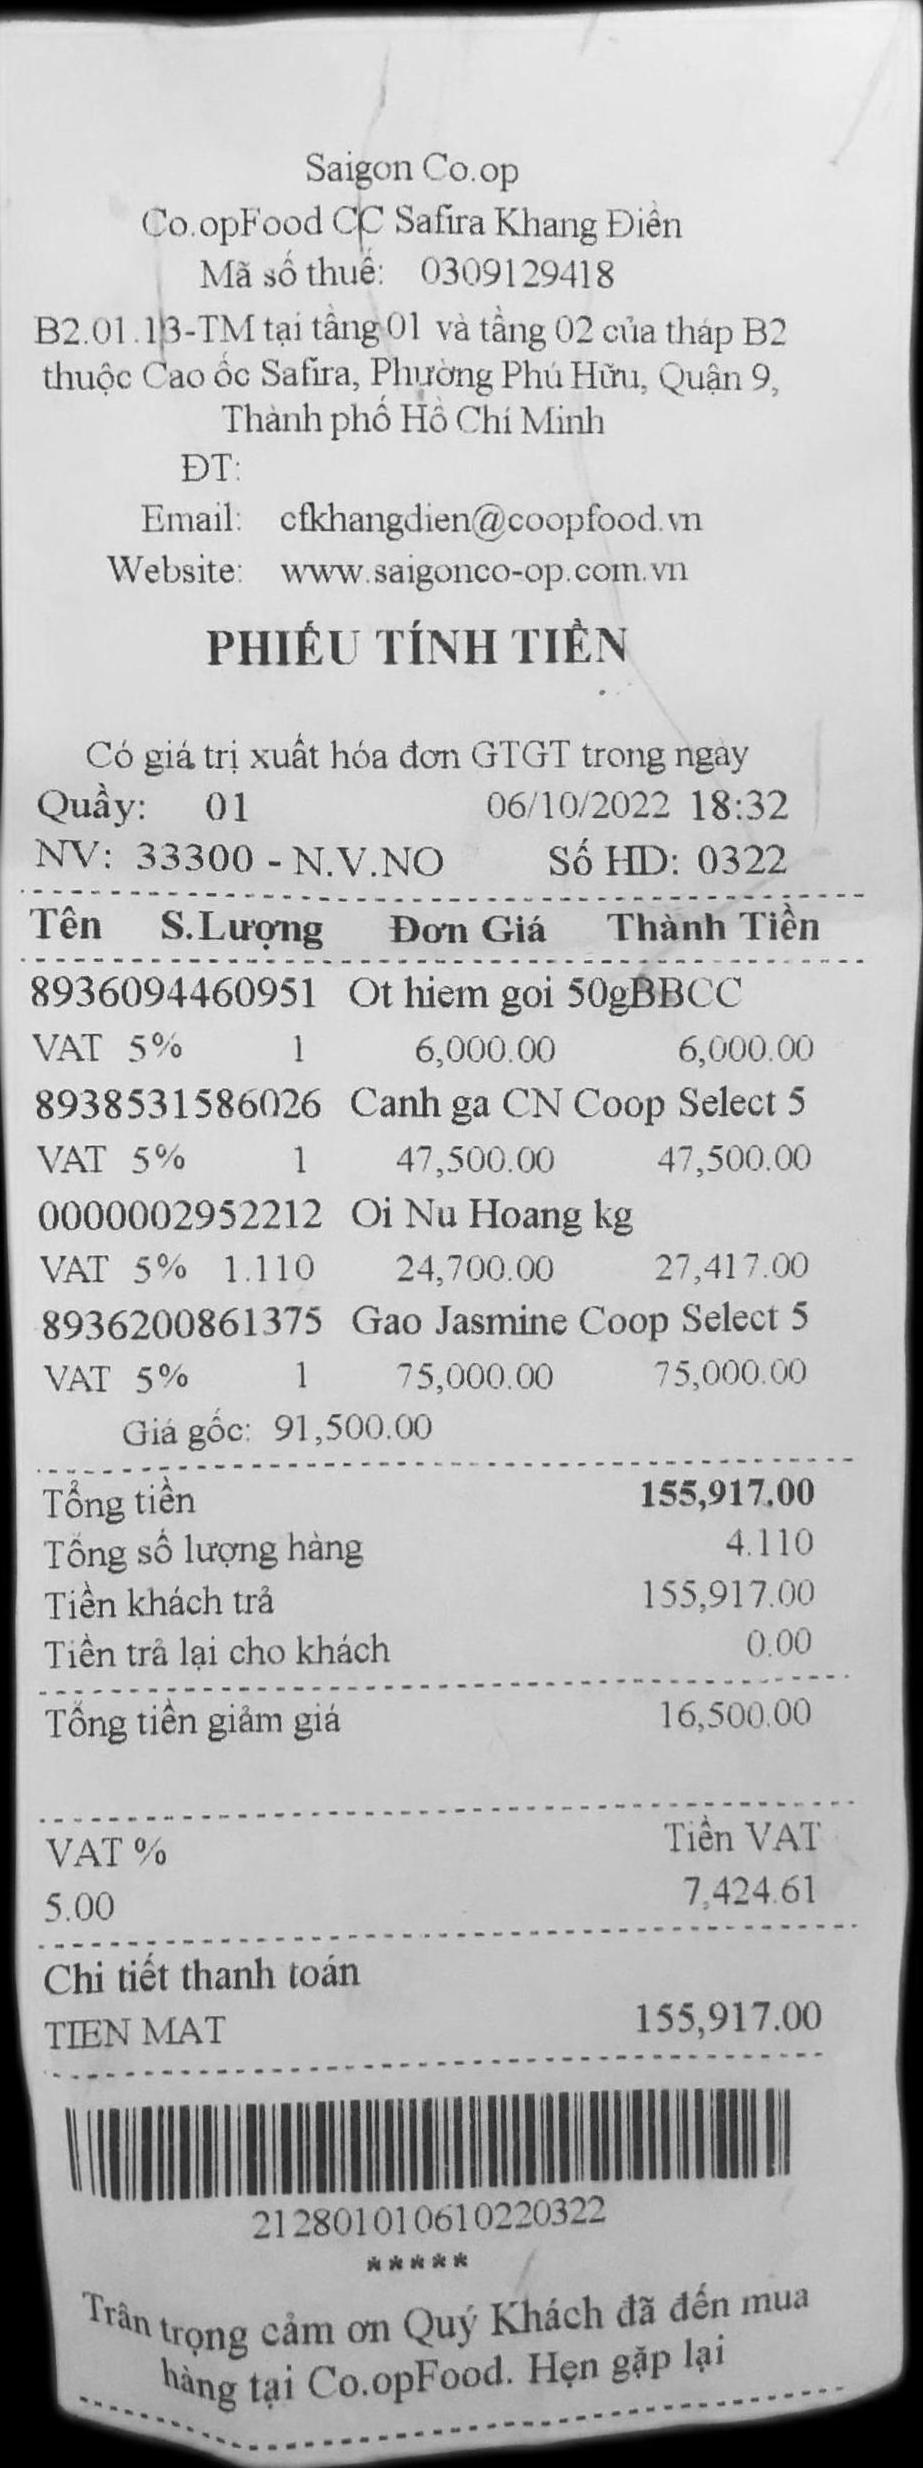 Saigon Co.op
Co.opFood CC Safira Khang Điền
Mã số thuế: 0309129418
B2.01.13-TM tại tầng 01 và tầng 02 của tháp B2
thuộc Cao ốc Safira, Phường Phú Hữu, Quận 9,
Thành phố Hồ Chí Minh
ĐT:
Email: cfkhangdien@coopfood.vn
Website: www.saigonco-op.com.vn
PHIẾU TÍNH TIỀN
Có giá trị xuất hóa đơn GTGT trong ngày
Quầy: 01 06/10/2022 18:32
NV: 33300 - N.V.NO Số HD: 0322
Tên S.Lượng Đơn Giá Thành Tiền
8936094460951 Ot hiem goi 50gBBCC
VAT 5% 1 6,000.00 6,000.00
8938531586026 Canh ga CN Coop Select 5
VAT 5% 1 47,500.00 47,500.00
0000002952212 Oi Nu Hoang kg
VAT 5% 1.110 24,700.00 27,417.00
8936200861375 Gao Jasmine Coop Select 5
VAT 5% 1 75,000.00 75,000.00
Giá gốc: 91,500.00
Tổng tiền 155,917.00
Tổng số lượng hàng 4.110
Tiền khách trả 155,917.00
Tiền trả lại cho khách 0.00
Tổng tiền giảm giá 16,500.00
VAT % Tiền VAT
5.00 7,424.61
Chi tiết thanh toán
TIEN MAT 155,917.00
212801010610220322
*****
Trân trọng cảm ơn Quý Khách đã đến mua
hàng tại Co.opFood. Hẹn gặp lại